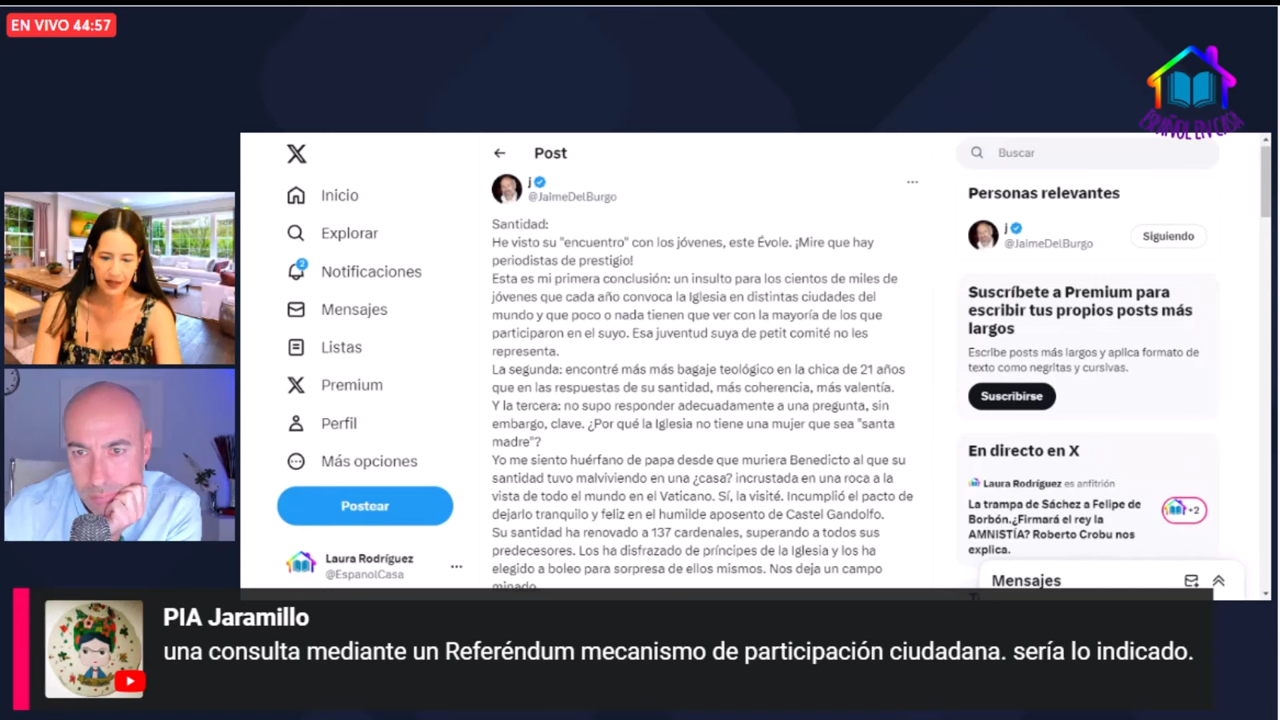 EN VIVO 44:57
ESPAÑOL EN CASA
Post
Buscar
Inicio
Explorar
2
Notificaciones
Mensajes
Listas
Premium
Perfil
Más opciones
Postear
Laura Rodríguez
@EspanolCasa
j
@JaimeDelBurgo
Santidad:
He visto su "encuentro" con los jóvenes, este Évole. ¡Mire que hay
periodistas de prestigio!
Esta es mi primera conclusión: un insulto para los cientos de miles de
jóvenes que cada año convoca la Iglesia en distintas ciudades del
mundo y que poco o nada tienen que ver con la mayoría de los que
participaron en el suyo. Esa juventud suya de petit comité no les
representa.
La segunda: encontré más más bagaje teológico en la chica de 21 años
que en las respuestas de su santidad, más coherencia, más valentía.
Y la tercera: no supo responder adecuadamente a una pregunta, sin
embargo, clave. ¿Por qué la Iglesia no tiene una mujer que sea "santa
madre"?
Yo me siento huérfano de papa desde que muriera Benedicto al que su
santidad tuvo malviviendo en una ¿casa? incrustada en una roca a la
vista de todo el mundo en el Vaticano. Sí, la visité. Incumplió el pacto de
dejarlo tranquilo y feliz en el humilde aposento de Castel Gandolfo.
Su santidad ha renovado a 137 cardenales, superando a todos sus
predecesores. Los ha disfrazado de príncipes de la Iglesia y los ha
elegido a boleo para sorpresa de ellos mismos. Nos deja un campo
minado.
Personas relevantes
j
@JaimeDelBurgo
Siguiendo
Suscríbete a Premium para
escribir tus propios posts más
largos
Escribe posts más largos y aplica formato de
texto como negritas y cursivas.
Suscribirse
En directo en X
Laura Rodríguez es anfitrión
La trampa de Sáchez a Felipe de
Borbón.¿Firmará el rey la
AMNISTÍA? Roberto Crobu nos
explica.
+2
Mensajes
PIA Jaramillo
una consulta mediante un Referéndum mecanismo de participación ciudadana. sería lo indicado.